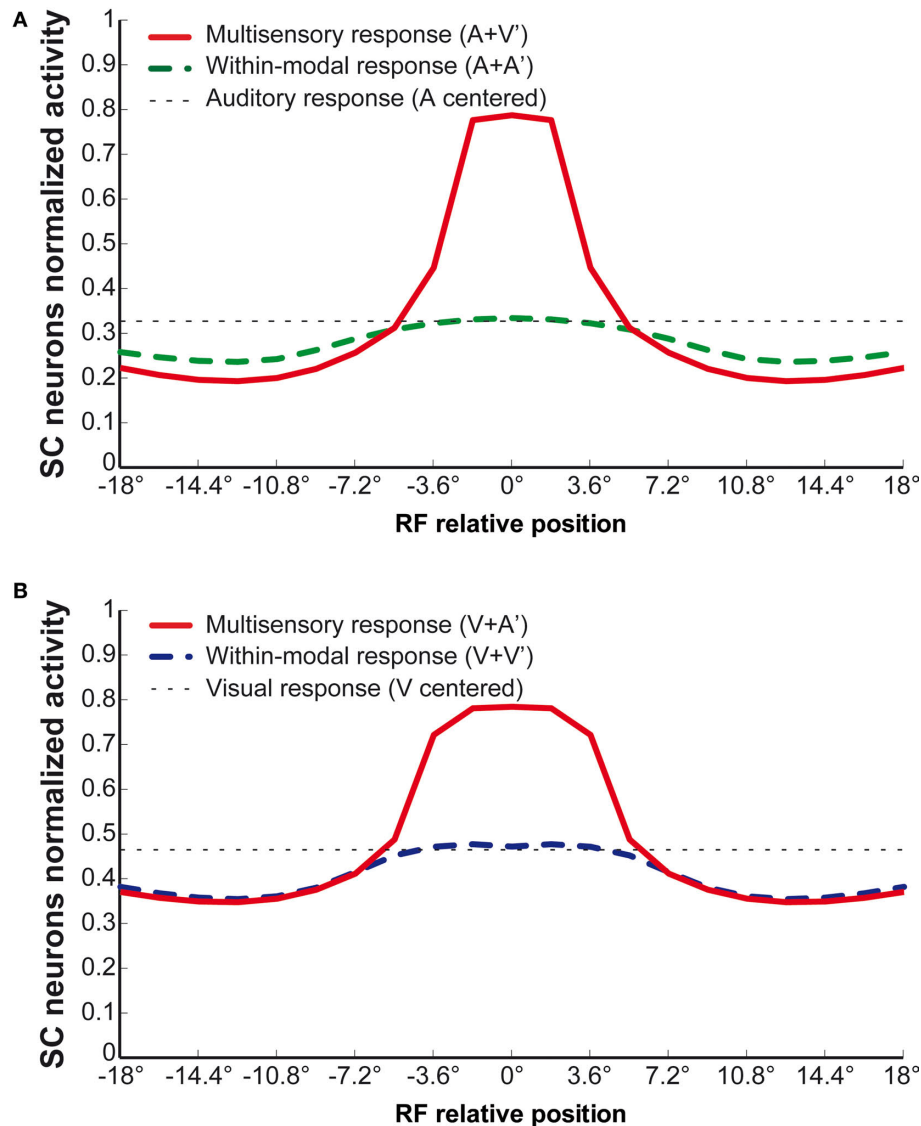 A
SC neurons normalized activity
1
0.9
0.8
0.7
0.6
0.5
0.4
0.3
0.2
0.1
0
Multisensory response (A+V’)
Within-modal response (A+A’)
Auditory response (A centered)
-18° -14.4° -10.8° -7.2° -3.6° 0° 3.6° 7.2° 10.8° 14.4° 18°
RF relative position
B
SC neurons normalized activity
1
0.9
0.8
0.7
0.6
0.5
0.4
0.3
0.2
0.1
0
Multisensory response (V+A’)
Within-modal response (V+V’)
Visual response (V centered)
-18° -14.4° -10.8° -7.2° -3.6° 0° 3.6° 7.2° 10.8° 14.4° 18°
RF relative position